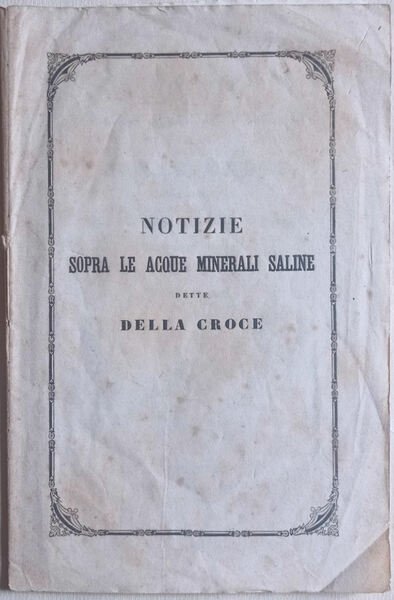 NOTIZIE
SOPRA LE ACQUE MINERALI SALINE
DETTE
DELLA CROCE